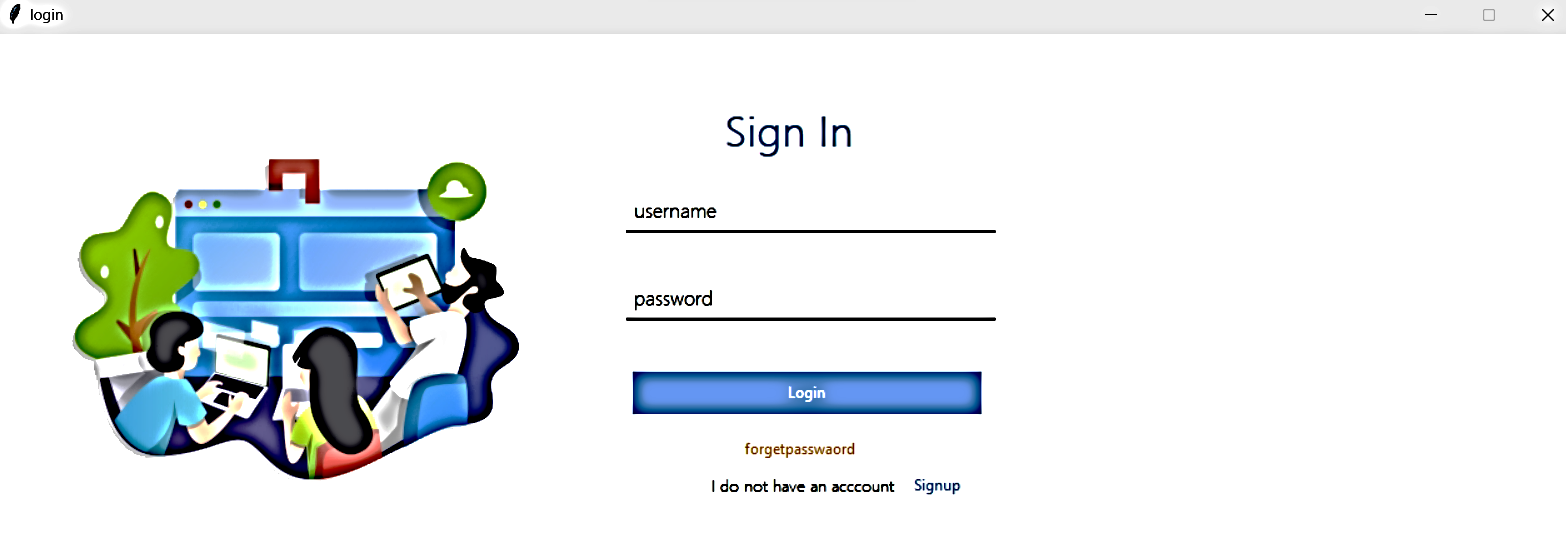 login
Sign In
username
password
Login
forgetpasswaord
I do not have an acccount Signup